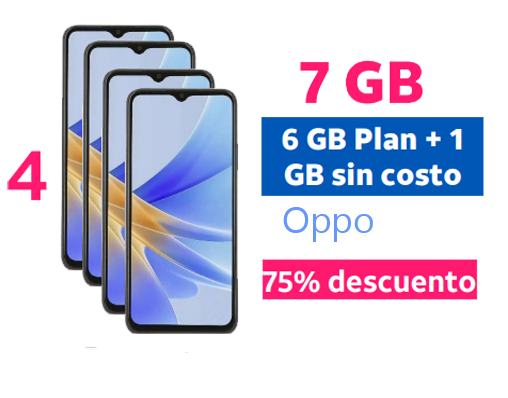 4
7 GB
6 GB Plan + 1
GB sin costo
Oppo
75% descuento